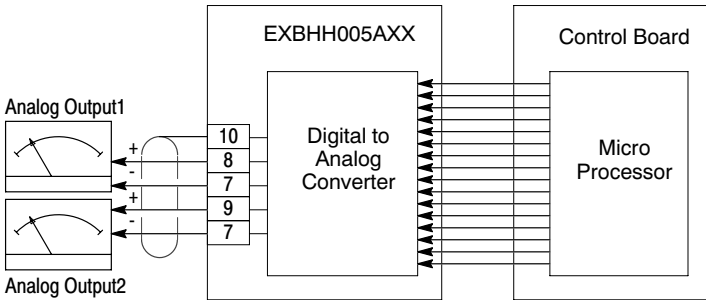 EXBHH005AXX
Control Board
Analog Output1
+
-
+
-
Analog Output2
10
8
7
9
7
Digital to
Analog
Converter
Micro
Processor